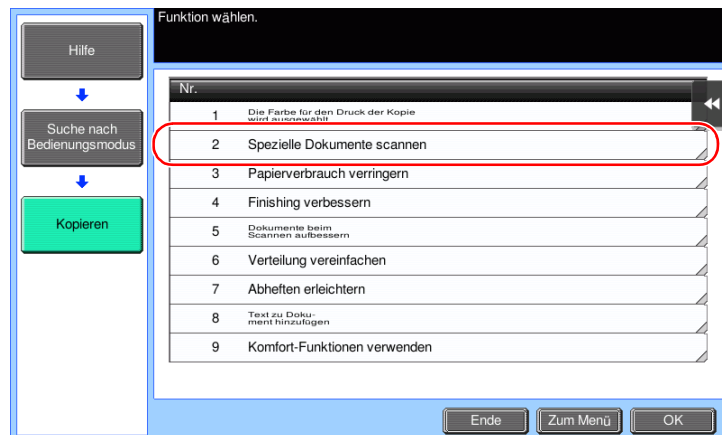 Funktion wählen.
Hilfe
Suche nach
Bedienungsmodus
Kopieren
Nr.
1 Die Farbe für den Druck der Kopie
wird ausgewählt
2 Spezielle Dokumente scannen
3 Papierverbrauch verringern
4 Finishing verbessern
5 Dokumente beim
Scannen aufbessern
6 Verteilung vereinfachen
7 Abheften erleichtern
8 Text zu Doku-
ment hinzufügen
9 Komfort-Funktionen verwenden
Ende
Zum Menü
OK